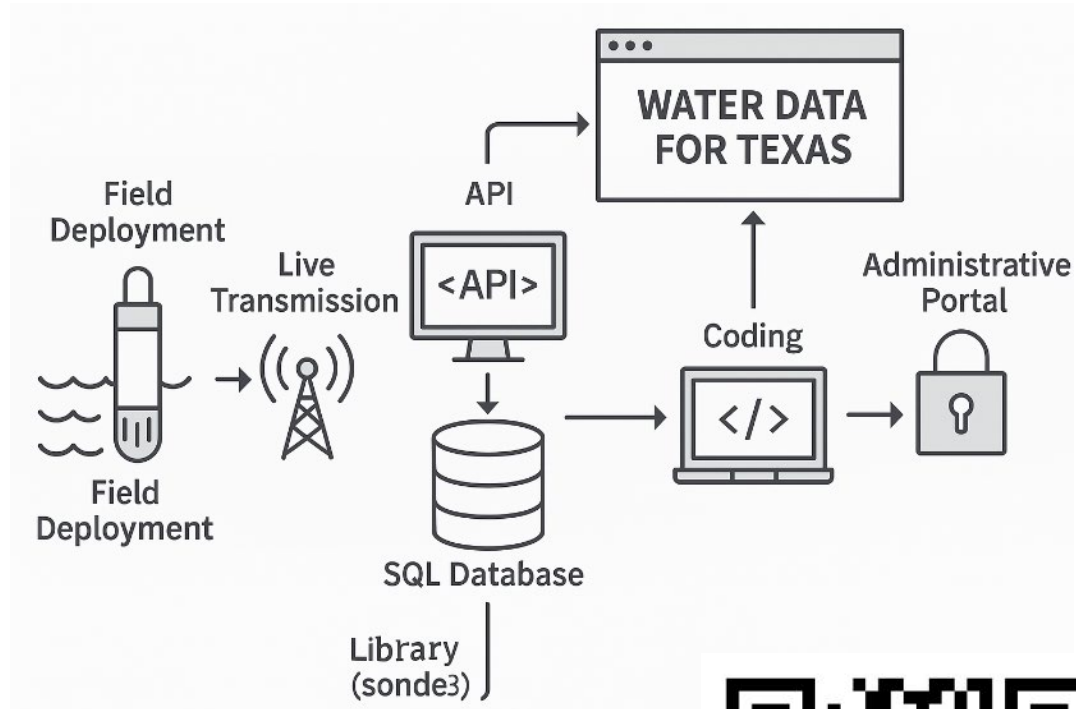 WATER DATA
FOR TEXAS
API
Field
Deployment
Live
Transmission
<API>
Administrative
Portal
Coding
</>
Field
Deployment
SQL Database
Library
(sonde3)